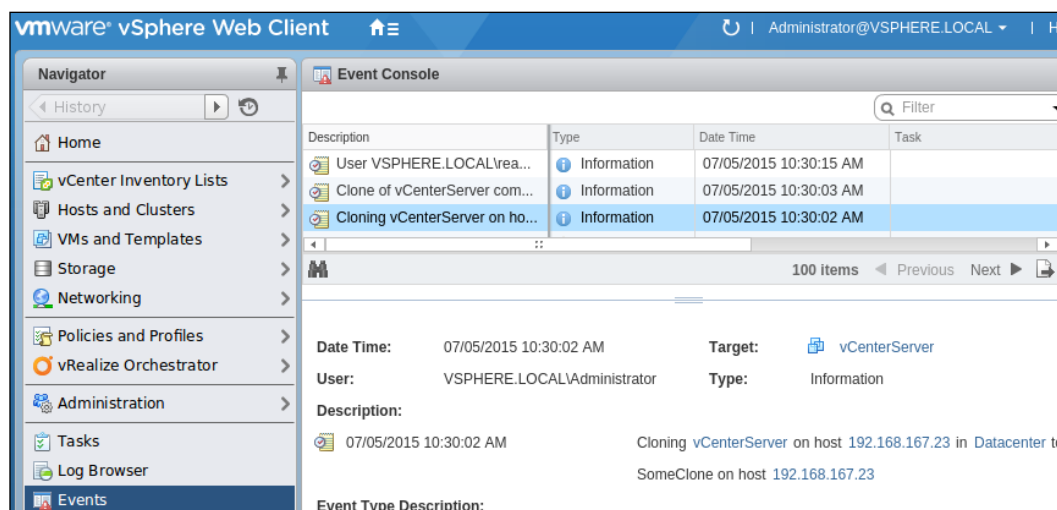 vmware® vSphere Web Client
Administrator@VSPHERE.LOCAL | H
Navigator
History
Home
vCenter Inventory Lists
Hosts and Clusters
VMs and Templates
Storage
Networking
Policies and Profiles
vRealize Orchestrator
Administration
Tasks
Log Browser
Events
Event Console
Filter
Description Type Date Time Task
User VSPHERE.LOCAL\rea... Information 07/05/2015 10:30:15 AM
Clone of vCenterServer com... Information 07/05/2015 10:30:03 AM
Cloning vCenterServer on ho... Information 07/05/2015 10:30:02 AM
100 items Previous Next
Date Time: 07/05/2015 10:30:02 AM Target: vCenterServer
User: VSPHERE.LOCAL\Administrator Type: Information
Description:
07/05/2015 10:30:02 AM Cloning vCenterServer on host 192.168.167.23 in Datacenter to
SomeClone on host 192.168.167.23
Event Type Description: